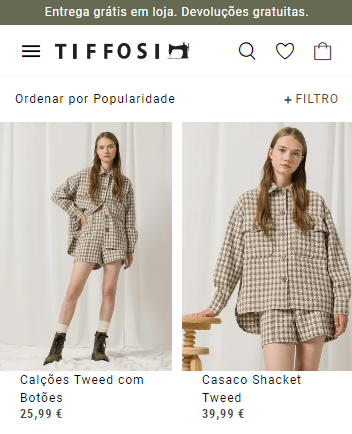 Entrega grátis em loja. Devoluções gratuitas.
TIFFOSI
Ordenar por Popularidade
+ FILTRO
Calções Tweed com
Botões
25,99 €
Casaco Shacket
Tweed
39,99 €